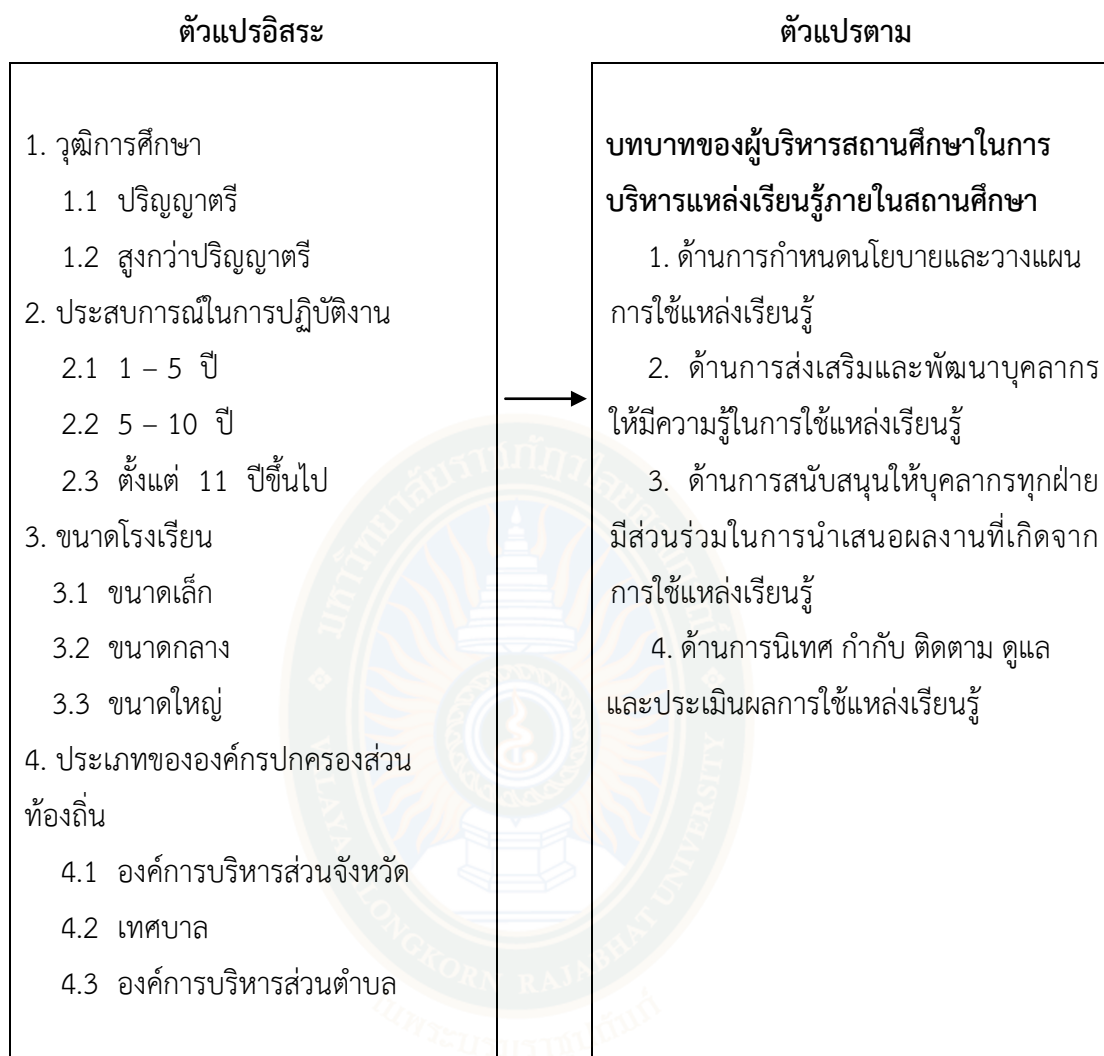 ตัวแปรอิสระ
1. วุฒิการศึกษา
1.1 ปริญญาตรี
1.2 สูงกว่าปริญญาตรี
2. ประสบการณ์ในการปฏิบัติงาน
2.1 1 – 5 ปี
2.2 5 – 10 ปี
2.3 ตั้งแต่ 11 ปีขึ้นไป
3. ขนาดโรงเรียน
3.1 ขนาดเล็ก
3.2 ขนาดกลาง
3.3 ขนาดใหญ่
4. ประเภทขององค์กรปกครองส่วน
ท้องถิ่น
4.1 องค์การบริหารส่วนจังหวัด
4.2 เทศบาล
4.3 องค์การบริหารส่วนตำบล
ตัวแปรตาม
บทบาทของผู้บริหารสถานศึกษาในการ
บริหารแหล่งเรียนรู้ภายในสถานศึกษา
1. ด้านการกำหนดนโยบายและวางแผน
การใช้แหล่งเรียนรู้
2. ด้านการส่งเสริมและพัฒนาบุคลากร
ให้มีความรู้ในการใช้แหล่งเรียนรู้
3. ด้านการสนับสนุนให้บุคลากรทุกฝ่าย
มีส่วนร่วมในการนำเสนอผลงานที่เกิดจาก
การใช้แหล่งเรียนรู้
4. ด้านการนิเทศ กำกับ ติดตาม ดูแล
และประเมินผลการใช้แหล่งเรียนรู้
VALAYA ALONGKORN RAJABHAT UNIVERSITY
ในพระบรมราชูปถัมภ์